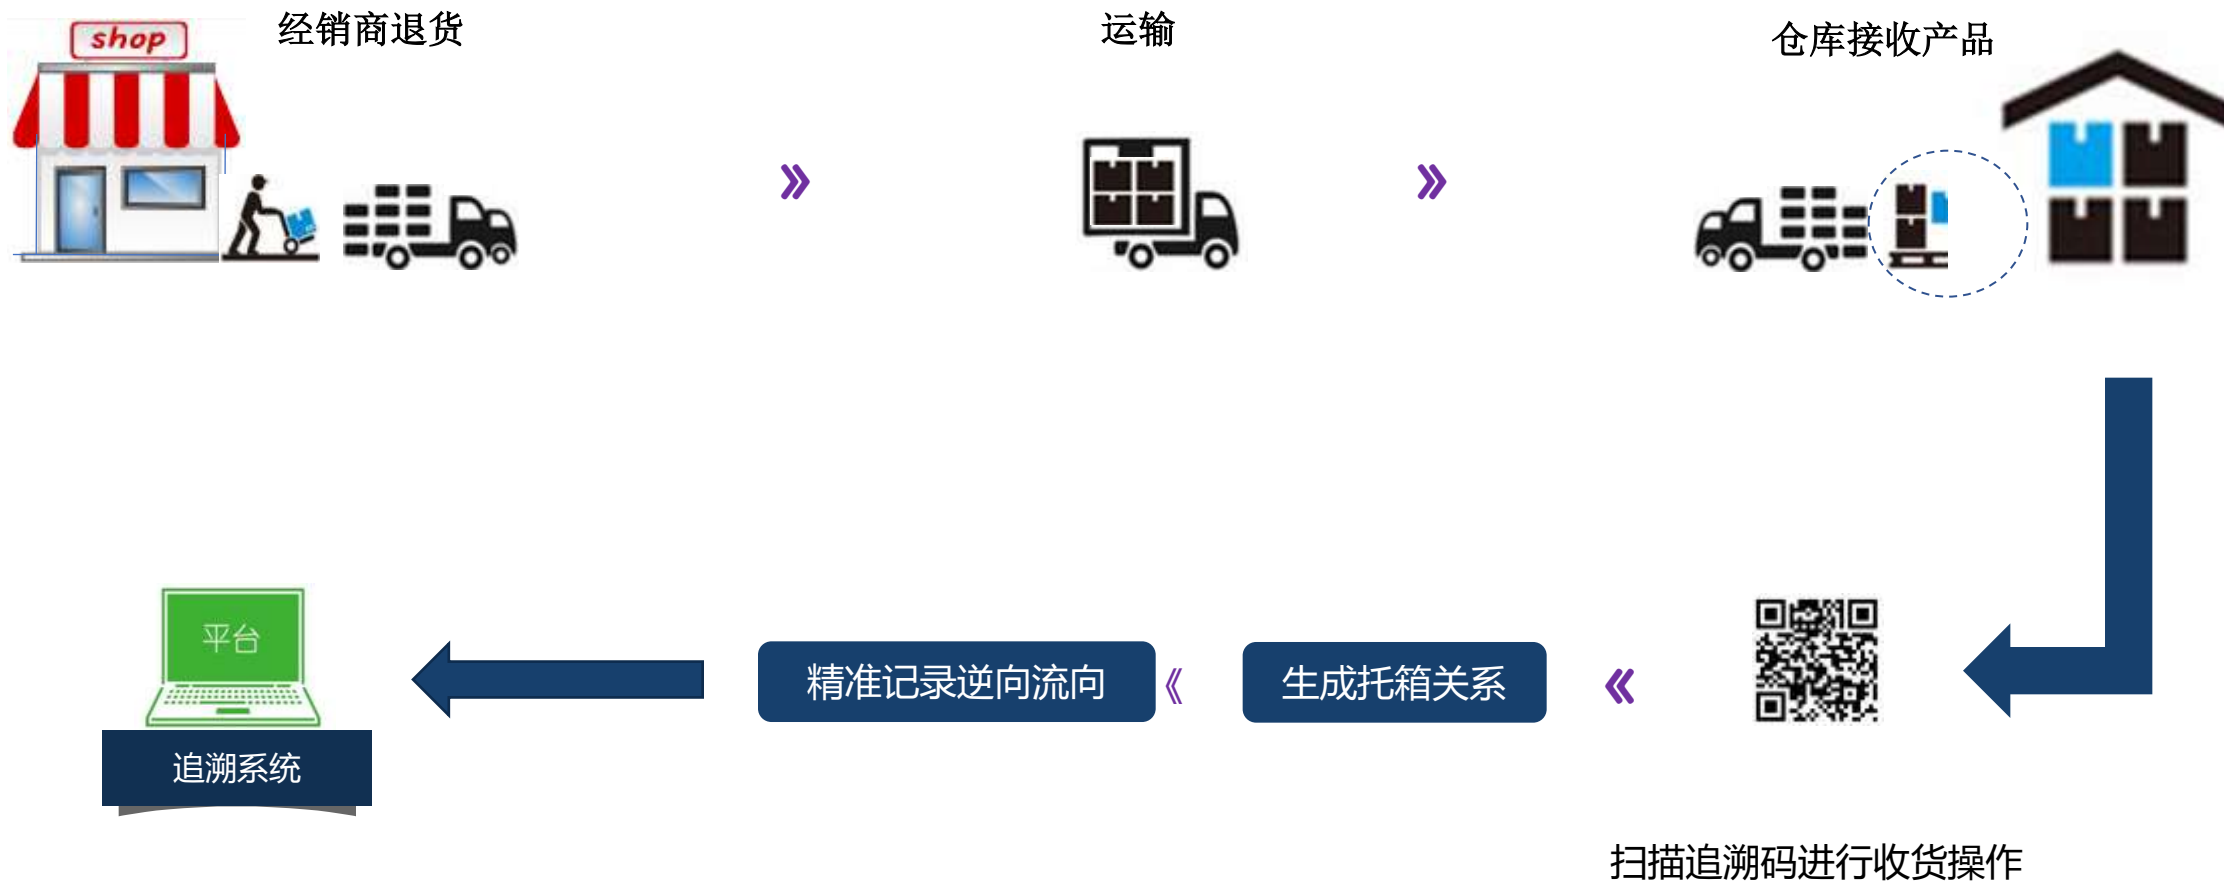 shop
经销商退货
运输
仓库接收产品
平台
追溯系统
精准记录逆向流向
生成托箱关系
扫描追溯码进行收货操作